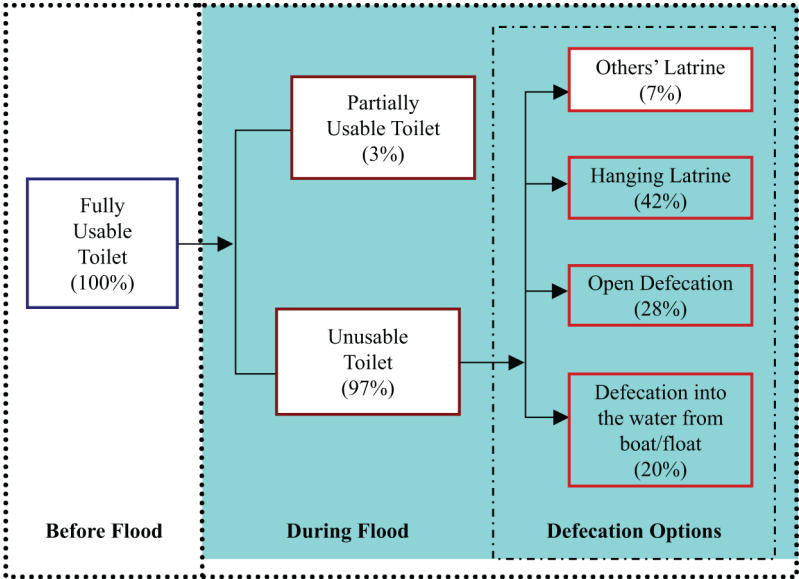 Fully
Usable
Toilet
(100%)
Partially
Usable Toilet
(3%)
Unusable
Toilet
(97%)
Others’ Latrine
(7%)
Hanging Latrine
(42%)
Open Defecation
(28%)
Defecation into
the water from
boat/float
(20%)
Before Flood
During Flood
Defecation Options